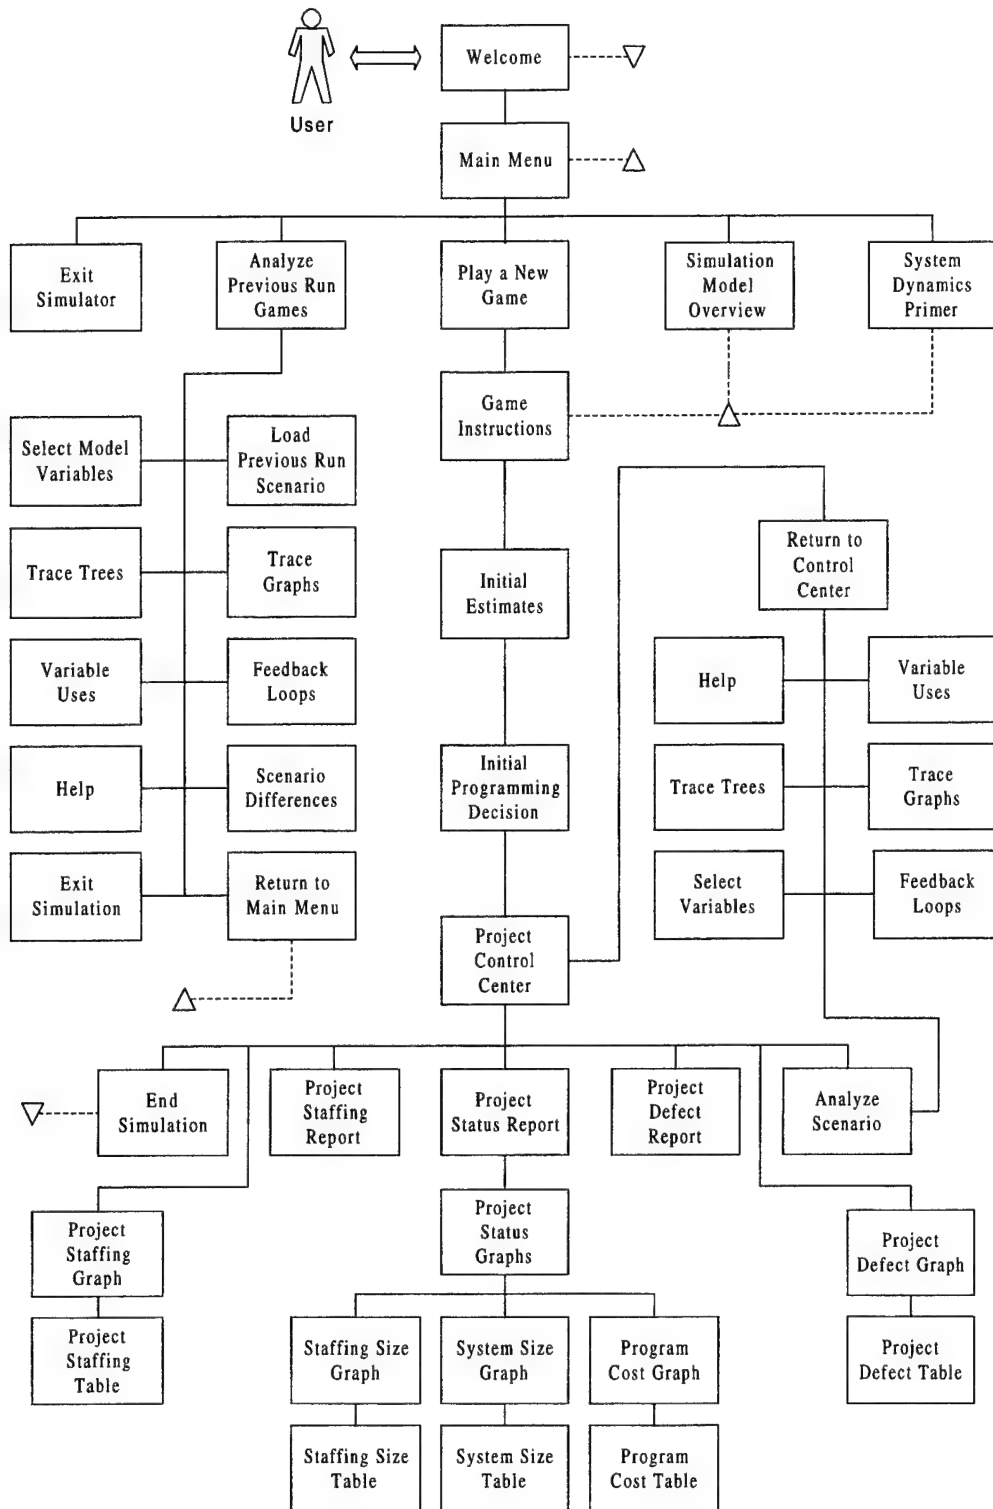 Welcome
User
Main Menu
Exit
Simulator
Analyze
Previous Run
Games
Play a New
Game
Simulation
Model
Overview
System
Dynamics
Primer
Game
Instructions
Select Model
Variables
Load
Previous Run
Scenario
Return to
Control
Center
Trace Trees
Trace
Graphs
Initial
Estimates
Variable
Uses
Feedback
Loops
Help
Variable
Uses
Help
Scenario
Differences
Initial
Programming
Decision
Trace Trees
Trace
Graphs
Exit
Simulation
Return to
Main Menu
Select
Variables
Feedback
Loops
Project
Control
Center
End
Simulation
Project
Staffing
Report
Project
Status Report
Project
Defect
Report
Analyze
Scenario
Project
Staffing
Graph
Project
Status
Graphs
Project
Defect Graph
Project
Staffing
Table
Staffing Size
Graph
System Size
Graph
Program
Cost Graph
Project
Defect Table
Staffing Size
Table
System Size
Table
Program
Cost Table